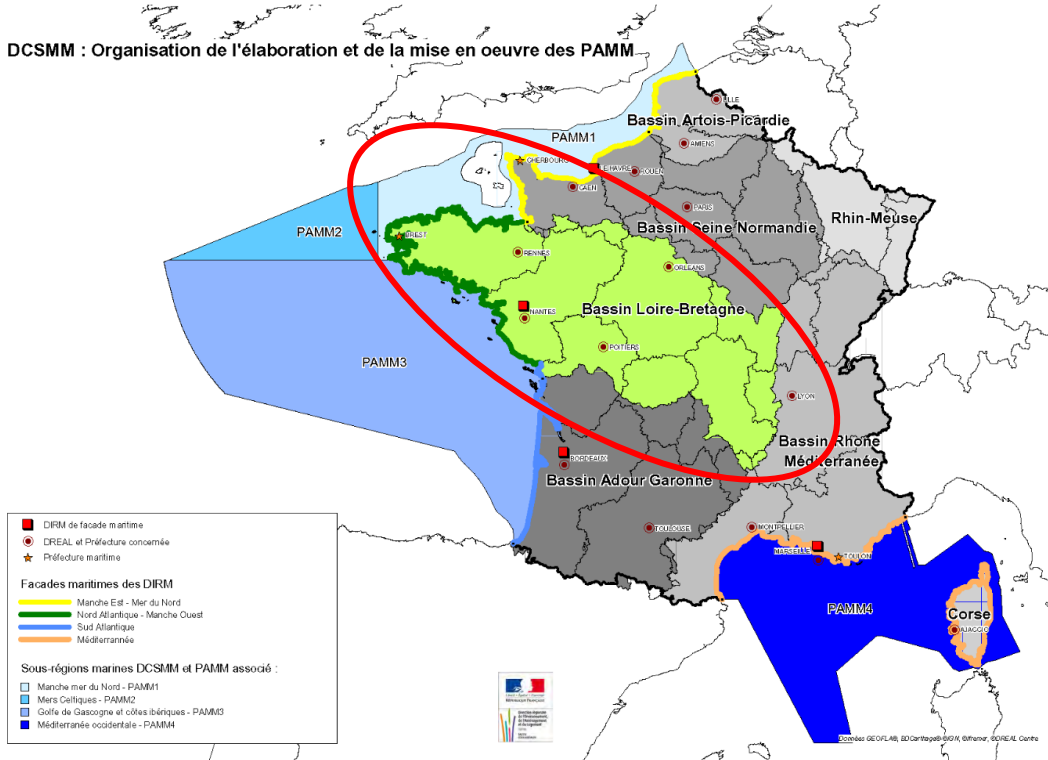 DCSMM : Organisation de l'élaboration et de la mise en oeuvre des PAMM
LILLE
Bassin Artois-Picardie
PAMM1
AMIENS
CHERBOURG
LE HAVRE
ROUEN
CAEN
PARIS
Rhin-Meuse
Bassin Seine Normandie
PAMM2
BREST
RENNES
ORLEANS
Bassin Loire-Bretagne
NANTES
POITIERS
PAMM3
LYON
Bassin Rhone
Méditerranée
BORDEAUX
Bassin Adour Garonne
TOULOUSE
MONTPELLIER
MARSEILLE
TOULON
PAMM4
Corse
AJACCIO
DIRM de facade maritime
DREAL et Préfecture concernée
Préfecture maritime
Facades maritimes des DIRM
Manche Est - Mer du Nord
Nord Atlantique - Manche Ouest
Sud Atlantique
Méditerrannée
Sous-régions marines DCSMM et PAMM associé :
Manche mer du Nord - PAMM1
Mers Celtiques - PAMM2
Golfe de Gascogne et côtes ibériques - PAMM3
Méditerranée occidentale - PAMM4
RÉPUBLIQUE FRANÇAISE